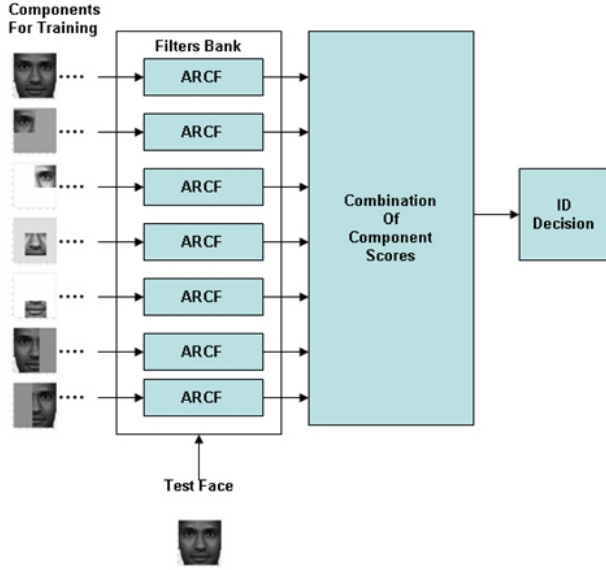 Components
For Training
Filters Bank
ARCF
ARCF
ARCF
ARCF
ARCF
ARCF
ARCF
Combination
Of
Component
Scores
ID
Decision
Test Face